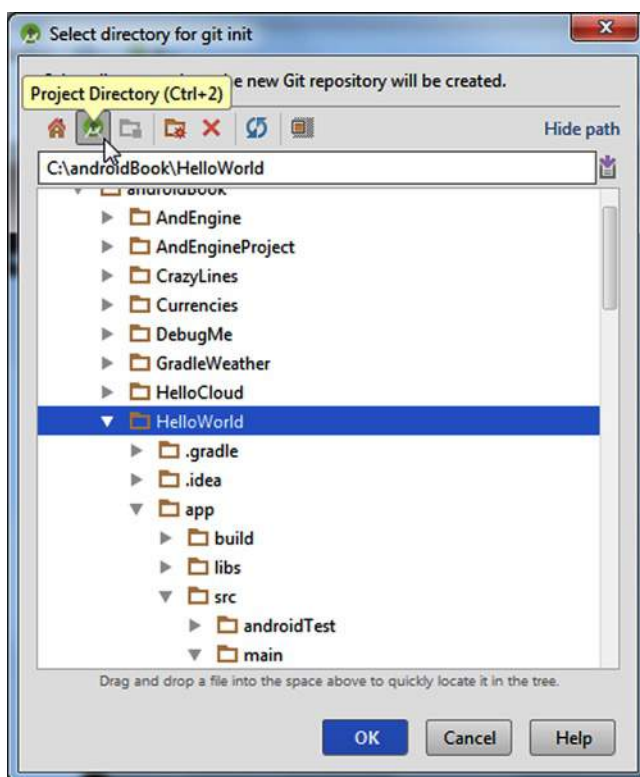 Select directory for git init
e new Git repository will be created.
Project Directory (Ctrl+2)
Hide path
C:\androidBook\HelloWorld
androidBook
AndEngine
AndEngineProject
CrazyLines
Currencies
DebugMe
GradleWeather
HelloCloud
HelloWorld
.gradle
.idea
app
build
libs
src
androidTest
main
Drag and drop a file into the space above to quickly locate it in the tree.
OK Cancel Help